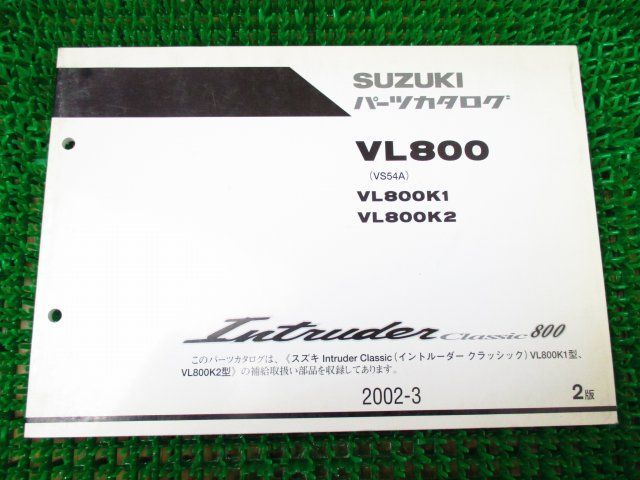 SUZUKI
パーツカタログ
VL800
(VS54A)
VL800K1
VL800K2
Intruder Classic 800
このパーツカタログは、《スズキ Intruder Classic(イントルーダー クラッシック)VL800K1型、
VL800K2型》の補給取扱い部品を収録してあります。
2002-3
2版